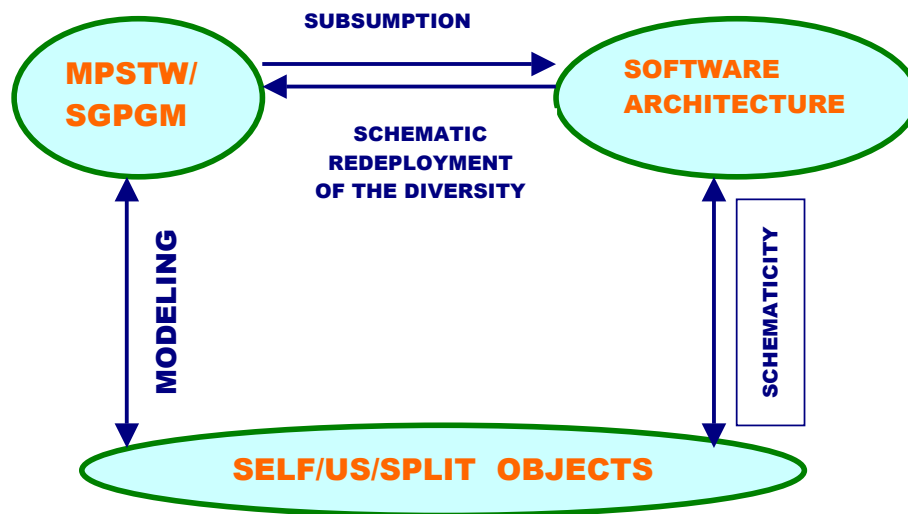 SUBSUMPTION
MPSTW/
SGPGM
SOFTWARE
ARCHITECTURE
SCHEMATIC
REDEPLOYMENT
OF THE DIVERSITY
MODELING
SCHEMATICITY
SELF/US/SPLIT OBJECTS